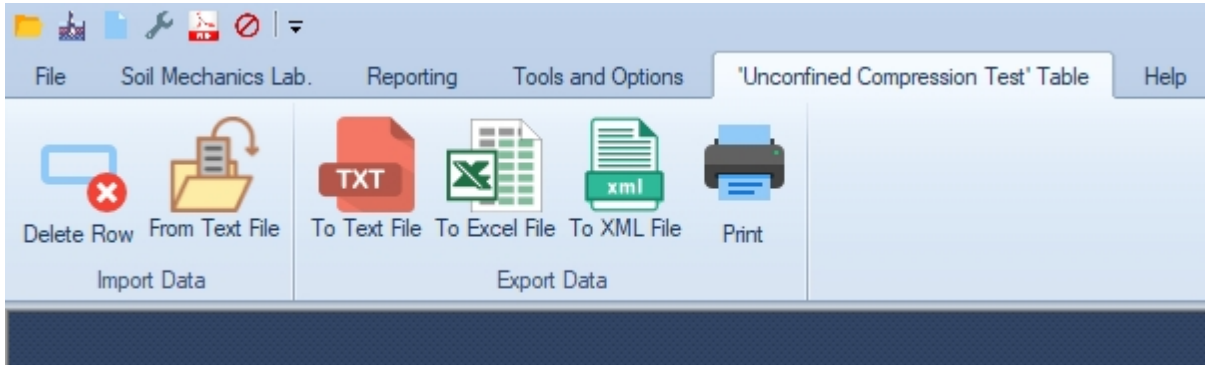 File Soil Mechanics Lab. Reporting Tools and Options "Unconfined Compression Test" Table Help
TXT xml
Delete Row From Text File To Text File To Excel File To XML File Print
Import Data Export Data